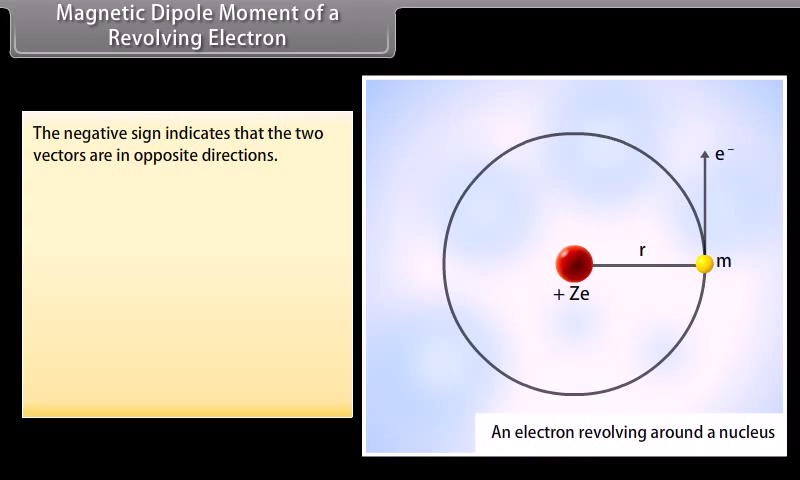 Magnetic Dipole Moment of a
Revolving Electron
The negative sign indicates that the two
vectors are in opposite directions.
e⁻
r
m
+ Ze
An electron revolving around a nucleus